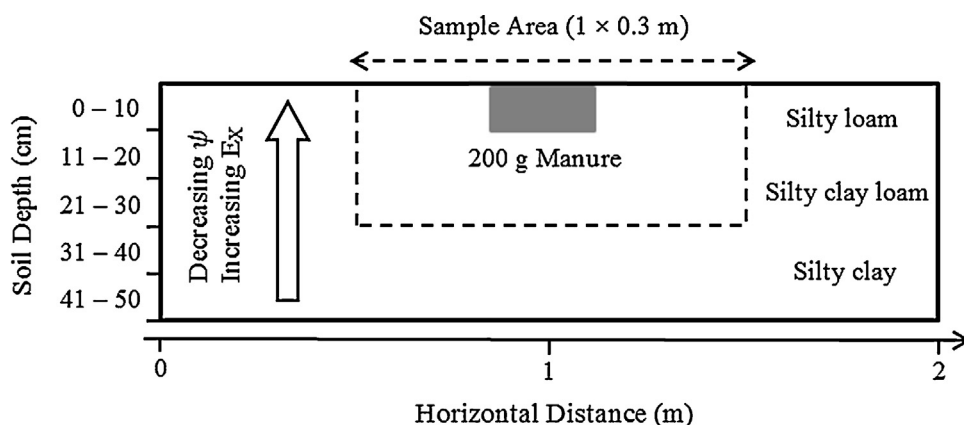 Sample Area (1 × 0.3 m)
Soil Depth (cm)
0 – 10
11 – 20
21 – 30
31 – 40
41 – 50
Decreasing ψ
Increasing Eₓ
200 g Manure
Silty loam
Silty clay loam
Silty clay
0
1
2
Horizontal Distance (m)